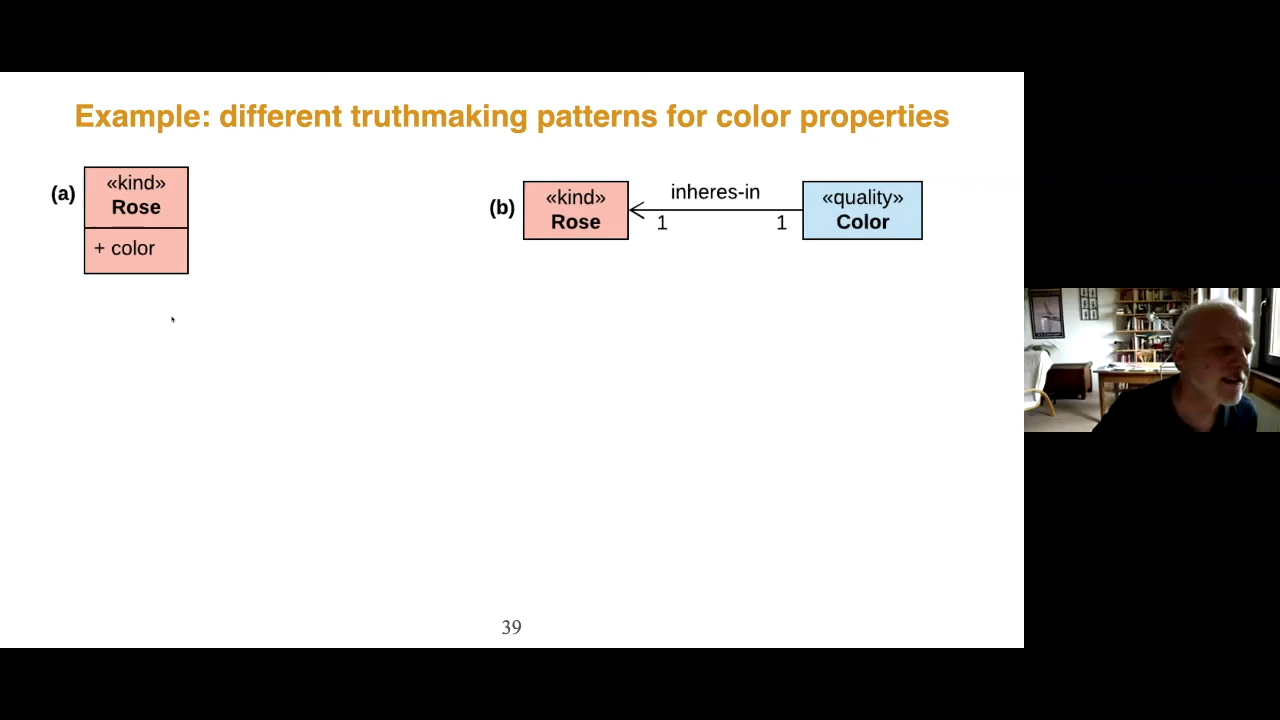 Example: different truthmaking patterns for color properties
(a)
«kind»
Rose
+ color
(b)
«kind»
Rose
inheres-in
1
1
«quality»
Color
39